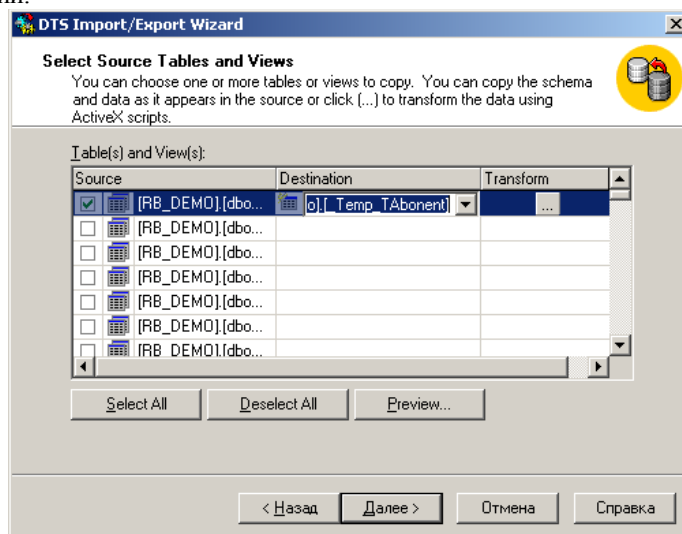 DTS Import/Export Wizard
Select Source Tables and Views
You can choose one or more tables or views to copy. You can copy the schema
and data as it appears in the source or click (...) to transform the data using
ActiveX scripts.
Table(s) and View(s):
Source Destination Transform
[RB_DEMO].[dbo... o].[_Temp_TAbonent] ...
[RB_DEMO].[dbo...
[RB_DEMO].[dbo...
[RB_DEMO].[dbo...
[RB_DEMO].[dbo...
[RB_DEMO].[dbo...
[RB_DEMO].[dbo...
Select All Deselect All Preview...
< Назад Далее > Отмена Справка